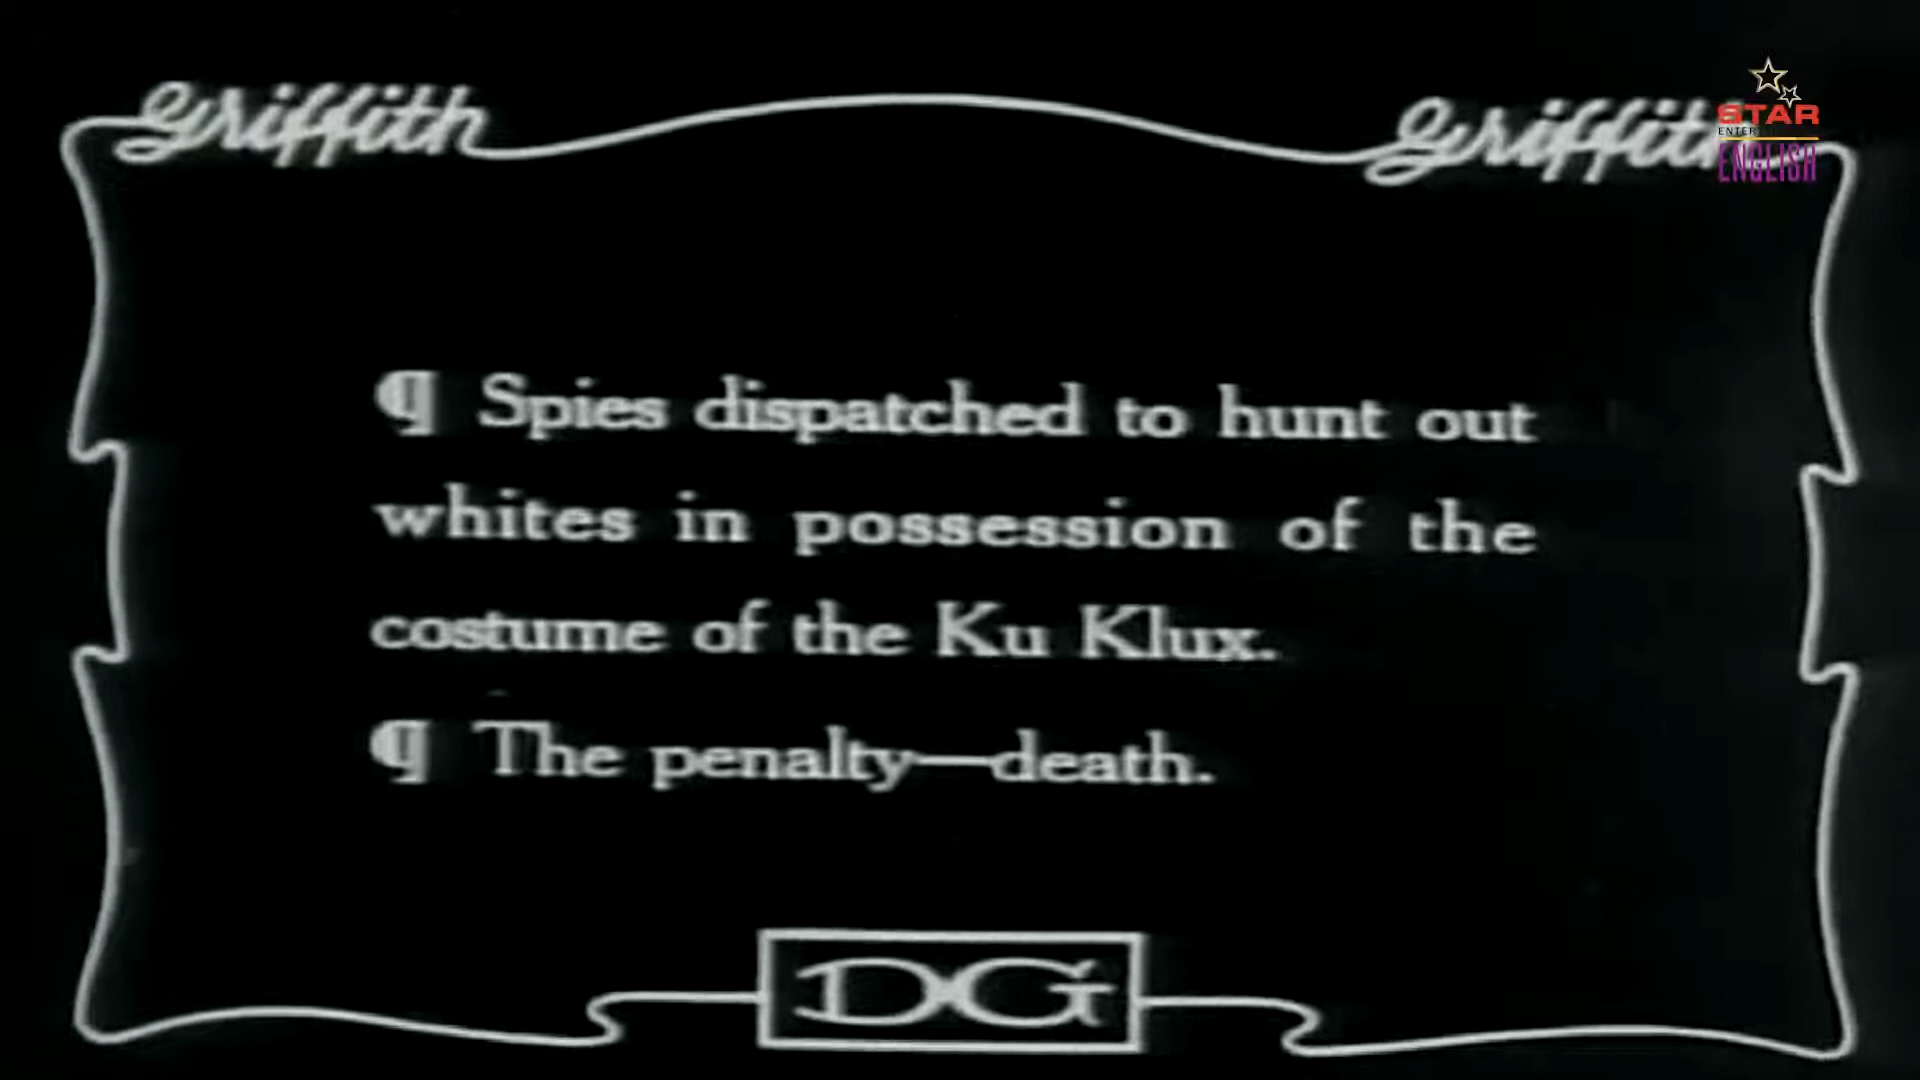 Griffith Griffith
STAR
ENGLISH
¶ Spies dispatched to hunt out
whites in possession of the
costume of the Ku Klux.
¶ The penalty—death.
DG